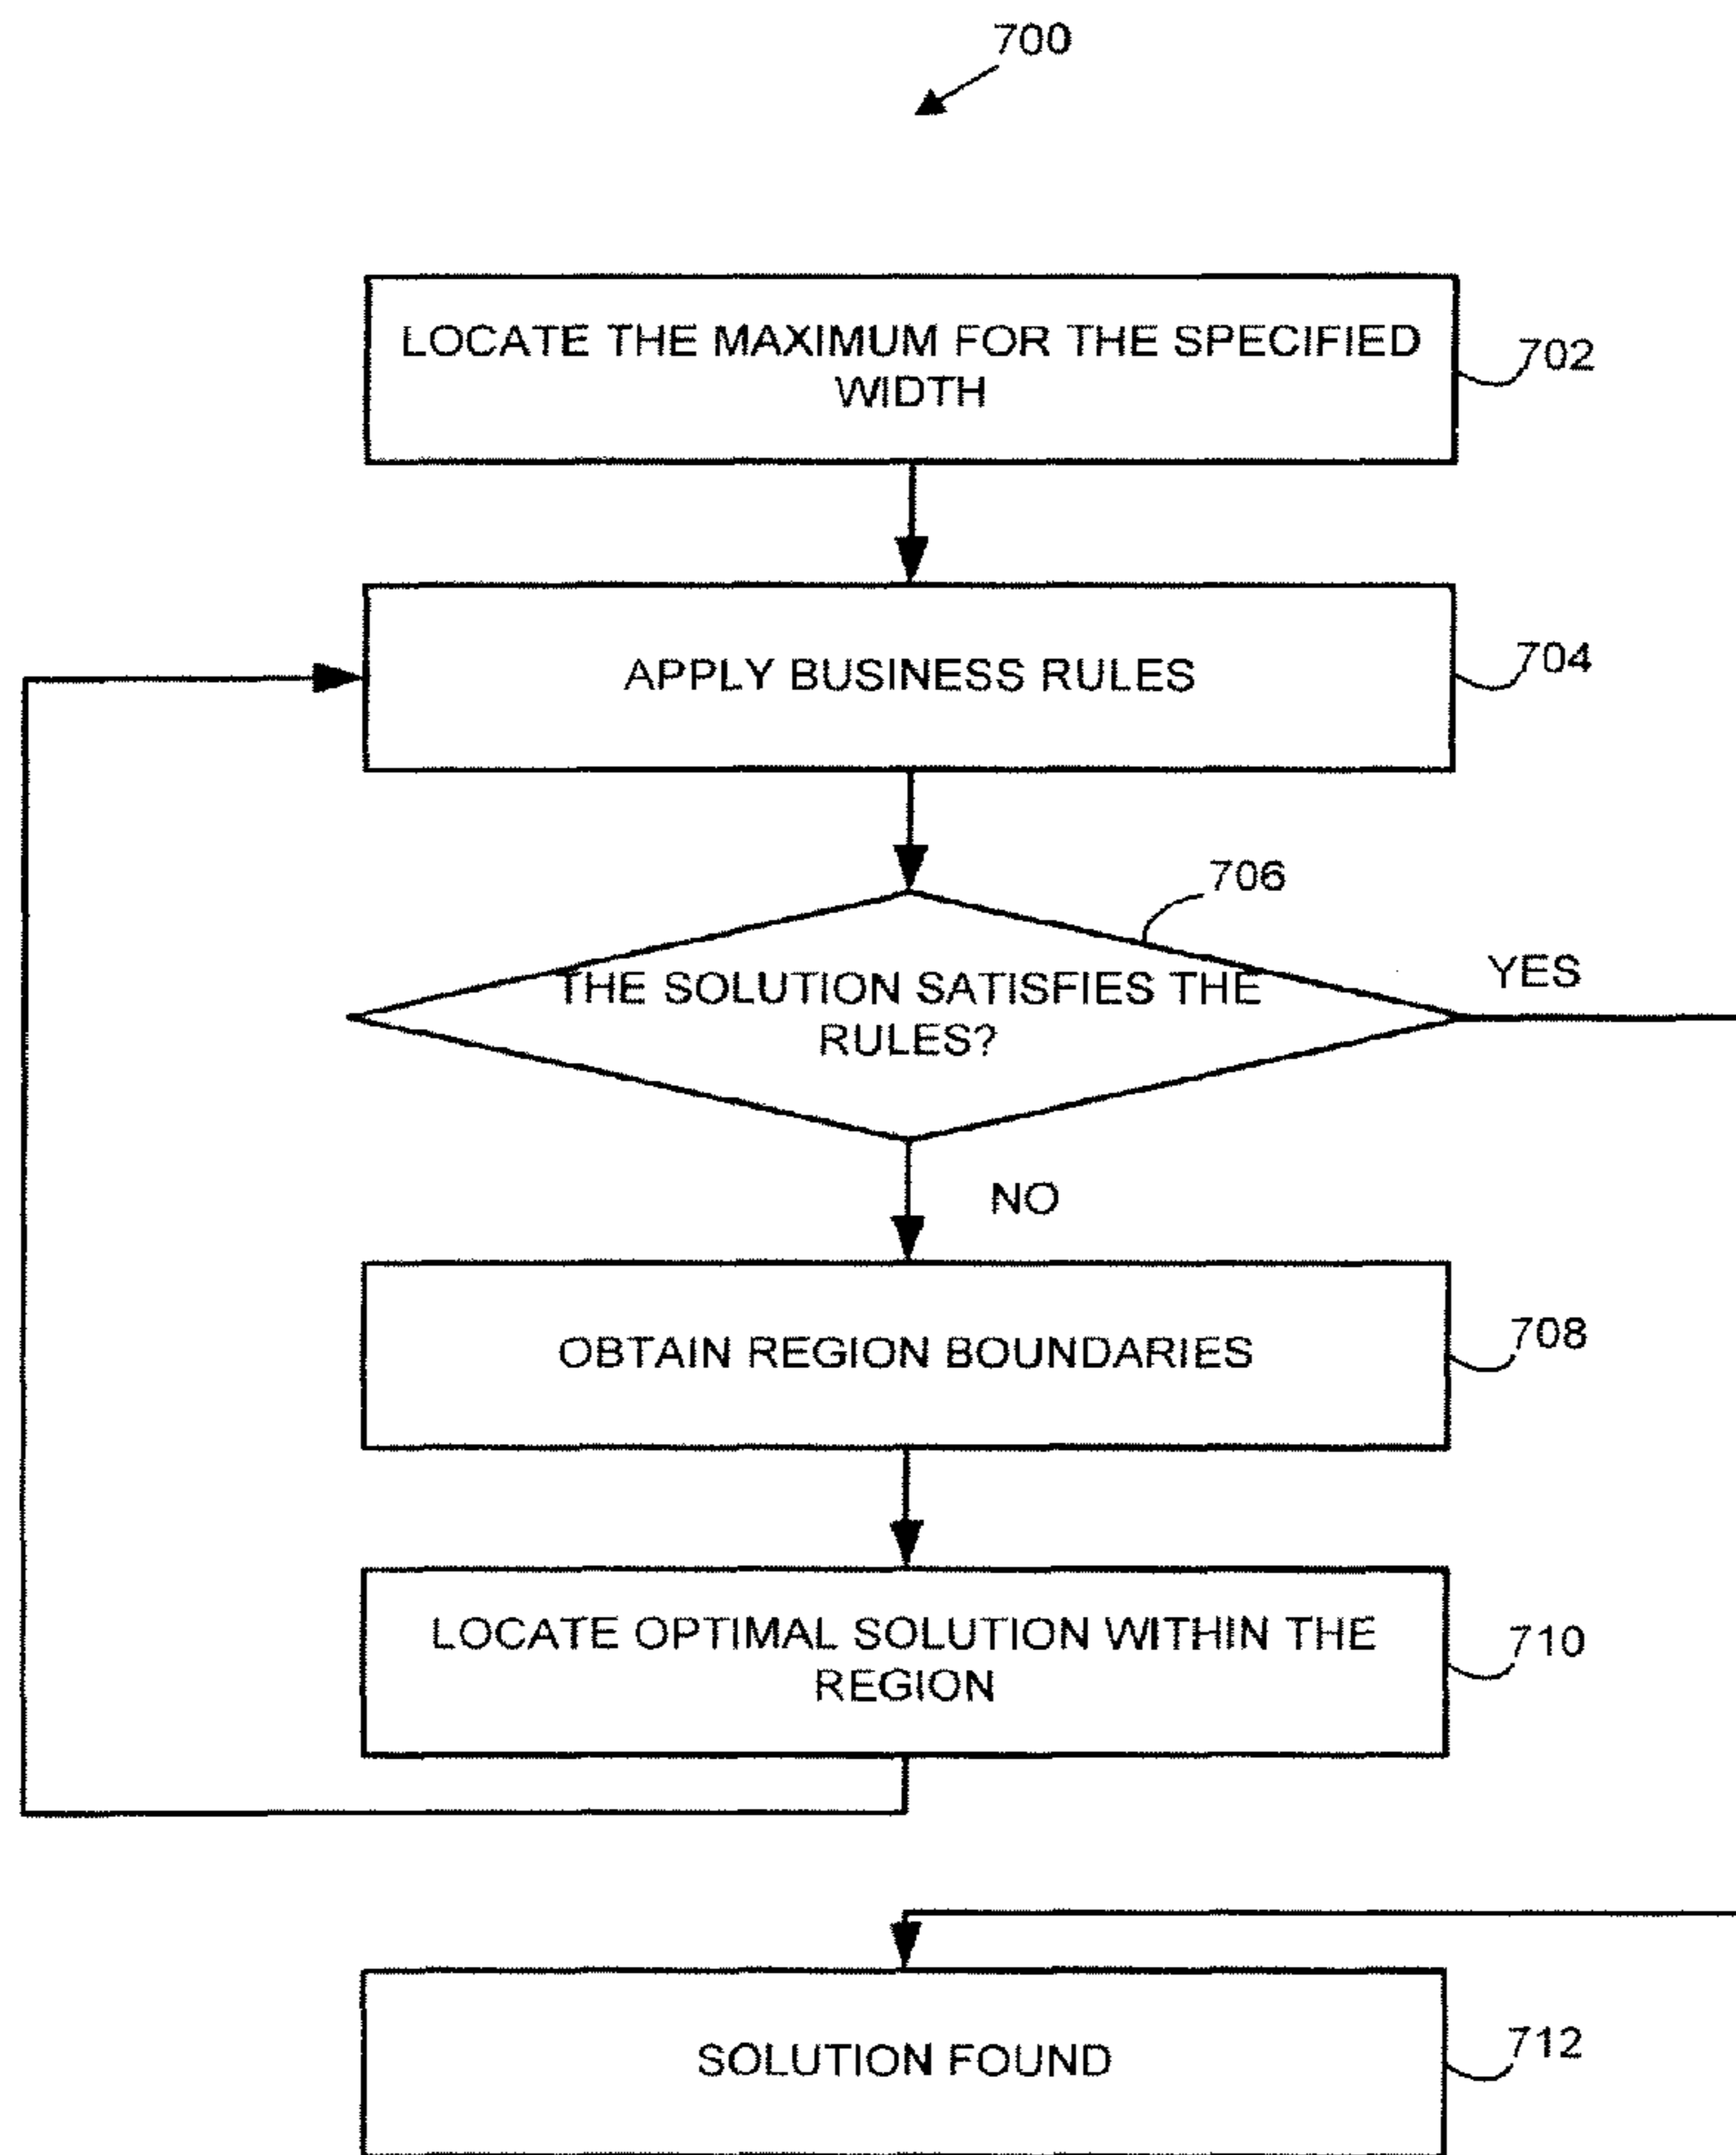 700
LOCATE THE MAXIMUM FOR THE SPECIFIED
WIDTH
702
APPLY BUSINESS RULES
704
706
THE SOLUTION SATISFIES THE
RULES?
YES
NO
OBTAIN REGION BOUNDARIES
708
LOCATE OPTIMAL SOLUTION WITHIN THE
REGION
710
SOLUTION FOUND
712